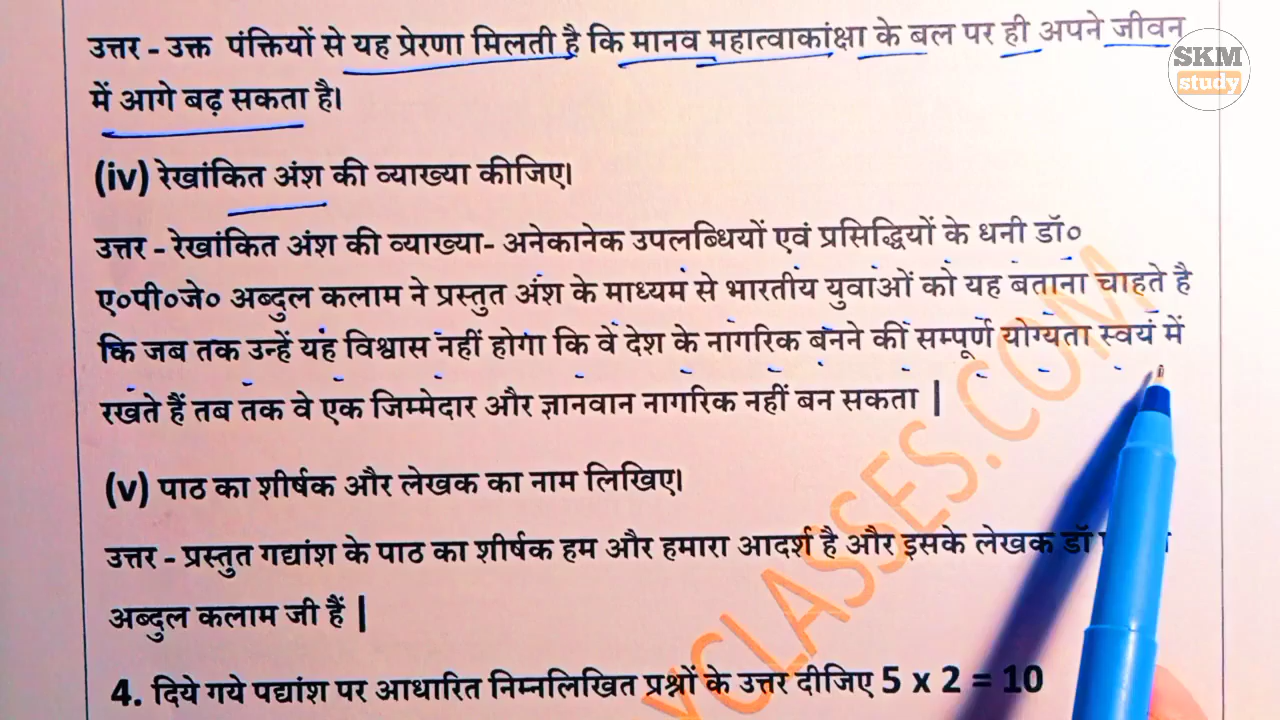 उत्तर - उक्त पंक्तियों से यह प्रेरणा मिलती है कि मानव महात्वाकांक्षा के बल पर ही अपने जीवन
SKM
study
में आगे बढ़ सकता है।
(iv) रेखांकित अंश की व्याख्या कीजिए।
उत्तर - रेखांकित अंश की व्याख्या- अनेकानेक उपलब्धियों एवं प्रसिद्धियों के धनी डॉ०
ए०पी०जे० अब्दुल कलाम ने प्रस्तुत अंश के माध्यम से भारतीय युवाओं को यह बताना चाहते है
कि जब तक उन्हें यह विश्वास नहीं होगा कि वे देश के नागरिक बनने की सम्पूर्ण योग्यता स्वयं में
रखते हैं तब तक वे एक जिम्मेदार और ज्ञानवान नागरिक नहीं बन सकता |
(v) पाठ का शीर्षक और लेखक का नाम लिखिए।
उत्तर - प्रस्तुत गद्यांश के पाठ का शीर्षक हम और हमारा आदर्श है और इसके लेखक डॉ
अब्दुल कलाम जी हैं |
4. दिये गये पद्यांश पर आधारित निम्नलिखित प्रश्नों के उत्तर दीजिए 5 x 2 = 10
YCLASSES.COM